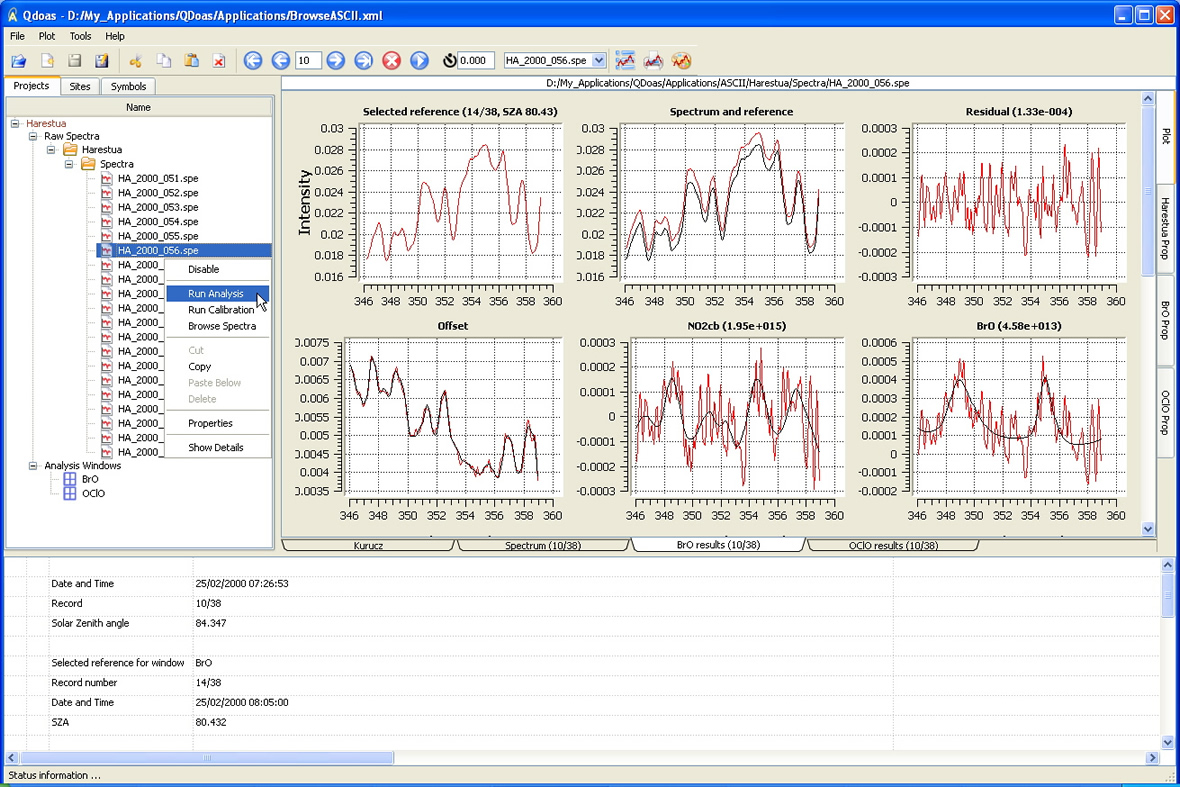 Qdoas - D:/My_Applications/QDoas/Applications/BrowseASCII.xml
File Plot Tools Help
10 0.000 HA_2000_056.spe
Projects Sites Symbols
D:/My_Applications/QDoas/Applications/ASCII/Harestua/Spectra/HA_2000_056.spe
Name
Harestua
Raw Spectra
Harestua
Spectra
HA_2000_051.spe
HA_2000_052.spe
HA_2000_053.spe
HA_2000_054.spe
HA_2000_055.spe
HA_2000_056.spe
HA_2000_
HA_2000_
HA_2000_
HA_2000_
HA_2000_
HA_2000_
HA_2000_
HA_2000_
HA_2000_
HA_2000_
HA_2000_
HA_2000_
HA_2000_
HA_2000_
Disable
Run Analysis
Run Calibration
Browse Spectra
Cut
Copy
Paste Below
Delete
Properties
Show Details
Analysis Windows
BrO
OClO
Selected reference (14/38, SZA 80.43)
Intensity
0.03
0.028
0.026
0.024
0.022
0.02
0.018
0.016
346 348 350 352 354 356 358 360
Spectrum and reference
0.03
0.028
0.026
0.024
0.022
0.02
0.018
0.016
346 348 350 352 354 356 358 360
Residual (1.33e-004)
0.0003
0.0002
0.0001
0
-0.0001
-0.0002
-0.0003
346 348 350 352 354 356 358 360
Offset
0.0075
0.007
0.0065
0.006
0.0055
0.005
0.0045
0.004
0.0035
346 348 350 352 354 356 358 360
NO2cb (1.95e+015)
0.0003
0.0002
0.0001
0
-0.0001
-0.0002
-0.0003
346 348 350 352 354 356 358 360
BrO (4.58e+013)
0.0006
0.0005
0.0004
0.0003
0.0002
0.0001
0
-0.0001
-0.0002
346 348 350 352 354 356 358 360
Plot
Harestua Prop
BrO Prop
OClO Prop
Kurucz Spectrum (10/38) BrO results (10/38) OClO results (10/38)
Date and Time 25/02/2000 07:26:53
Record 10/38
Solar Zenith angle 84.347
Selected reference for window BrO
Record number 14/38
Date and Time 25/02/2000 08:05:00
SZA 80.432
Status information ...